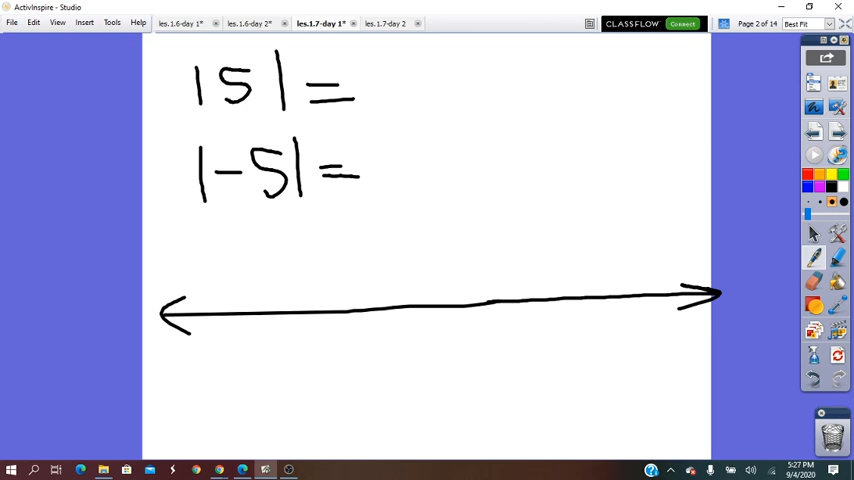 ActivInspire - Studio
File Edit View Insert Tools Help
les.1.6-day 1* les.1.6-day 2* les.1.7-day 1* les.1.7-day 2
CLASSFLOW Connect
Page 2 of 14 Best Fit
|5| =
|-5| =
5:27 PM
9/4/2020